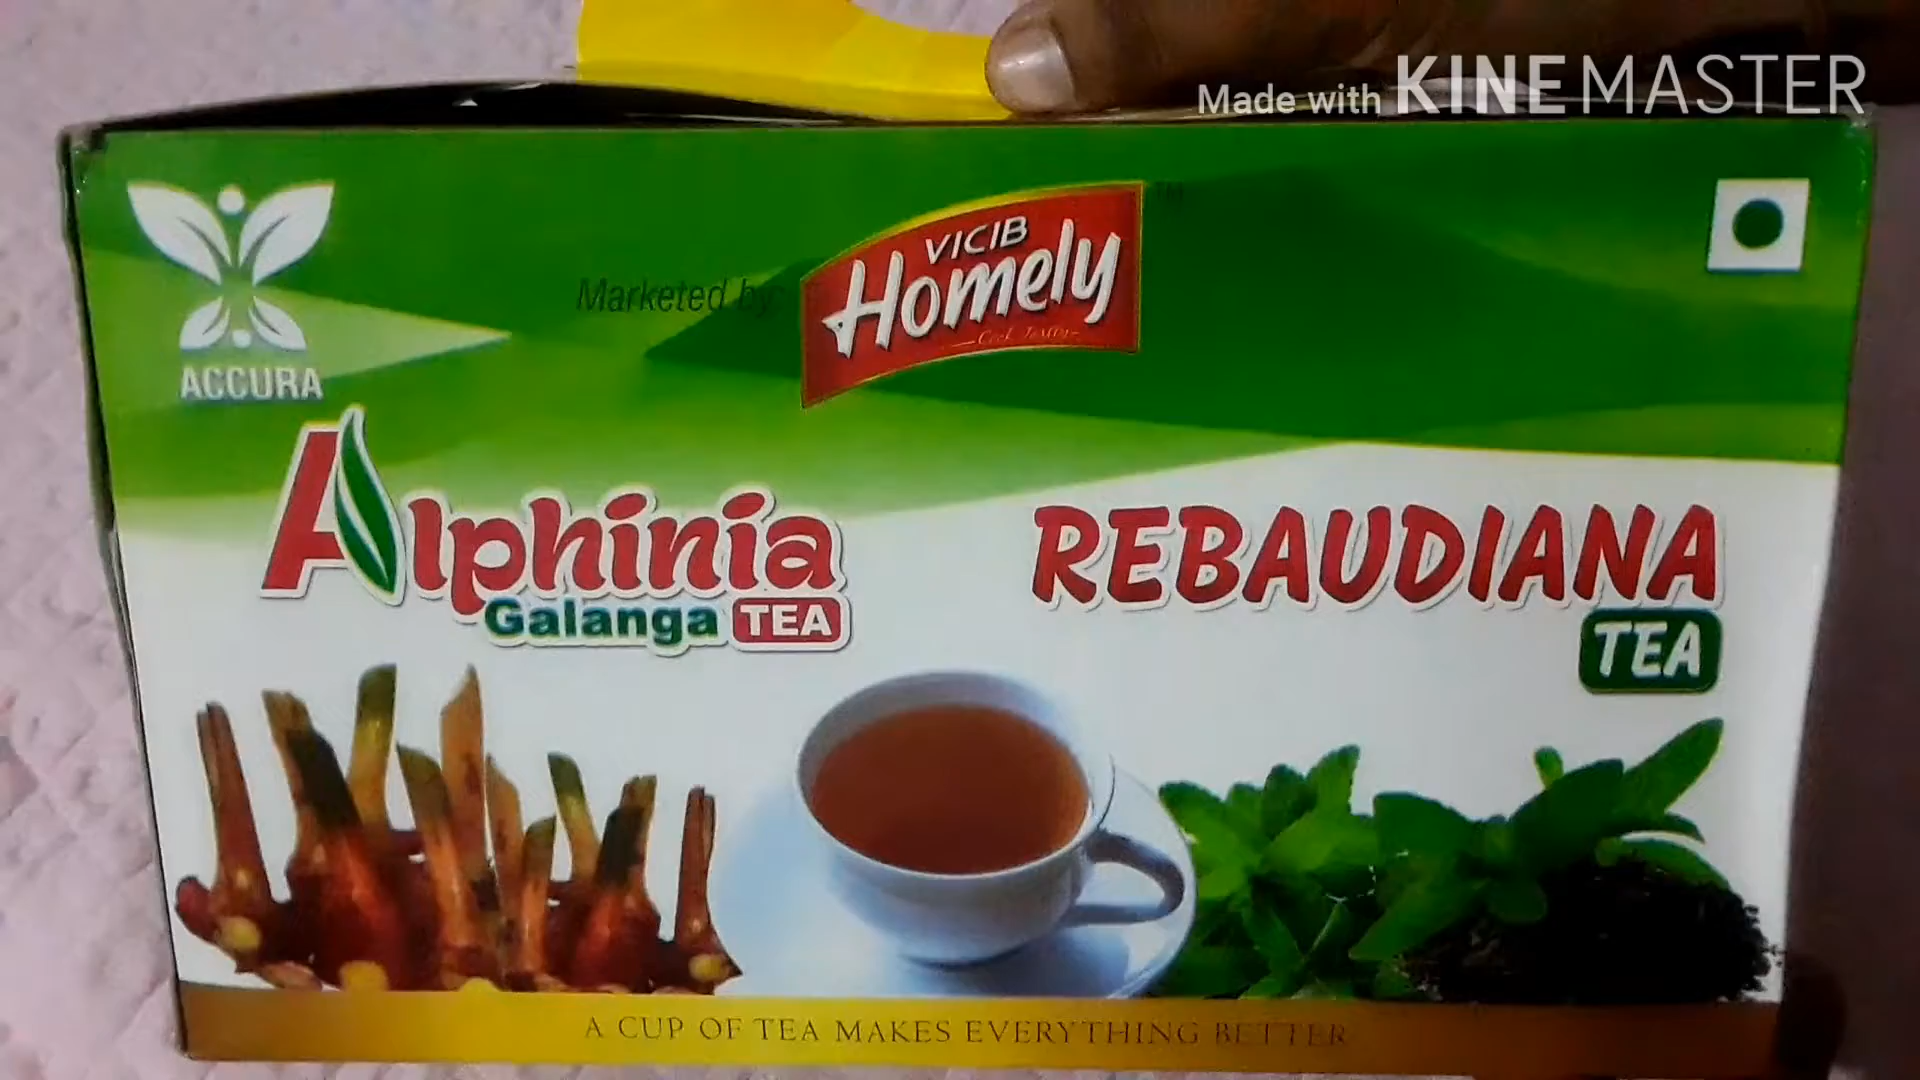 Made with KINEMASTER
ACCURA
Marketed by:
VICIB
Homely
TM
Alphinia
Galanga TEA
REBAUDIANA
TEA
A CUP OF TEA MAKES EVERYTHING BETTER